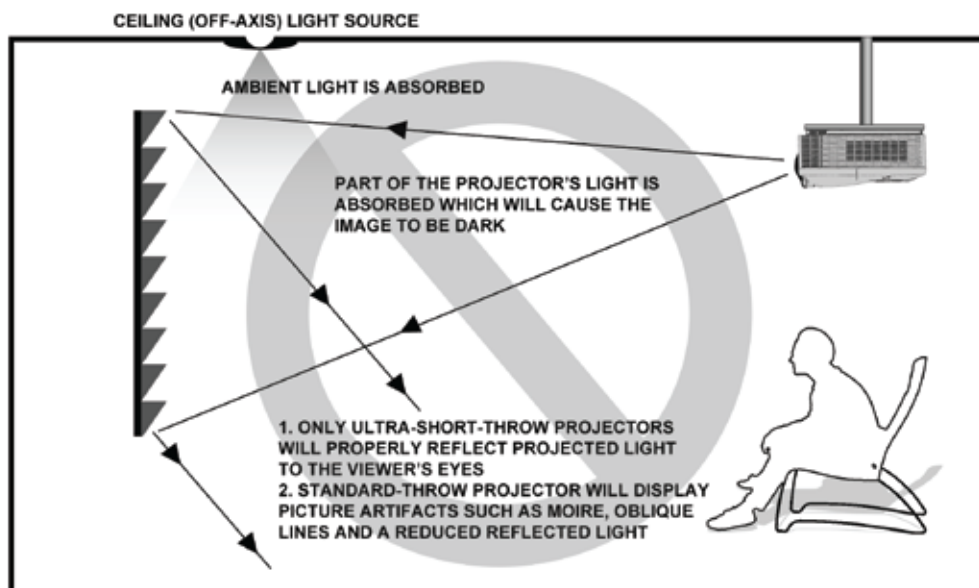 CEILING (OFF-AXIS) LIGHT SOURCE
AMBIENT LIGHT IS ABSORBED
PART OF THE PROJECTOR'S LIGHT IS
ABSORBED WHICH WILL CAUSE THE
IMAGE TO BE DARK
1. ONLY ULTRA-SHORT-THROW PROJECTORS
WILL PROPERLY REFLECT PROJECTED LIGHT
TO THE VIEWER'S EYES
2. STANDARD-THROW PROJECTOR WILL DISPLAY
PICTURE ARTIFACTS SUCH AS MOIRE, OBLIQUE
LINES AND A REDUCED REFLECTED LIGHT